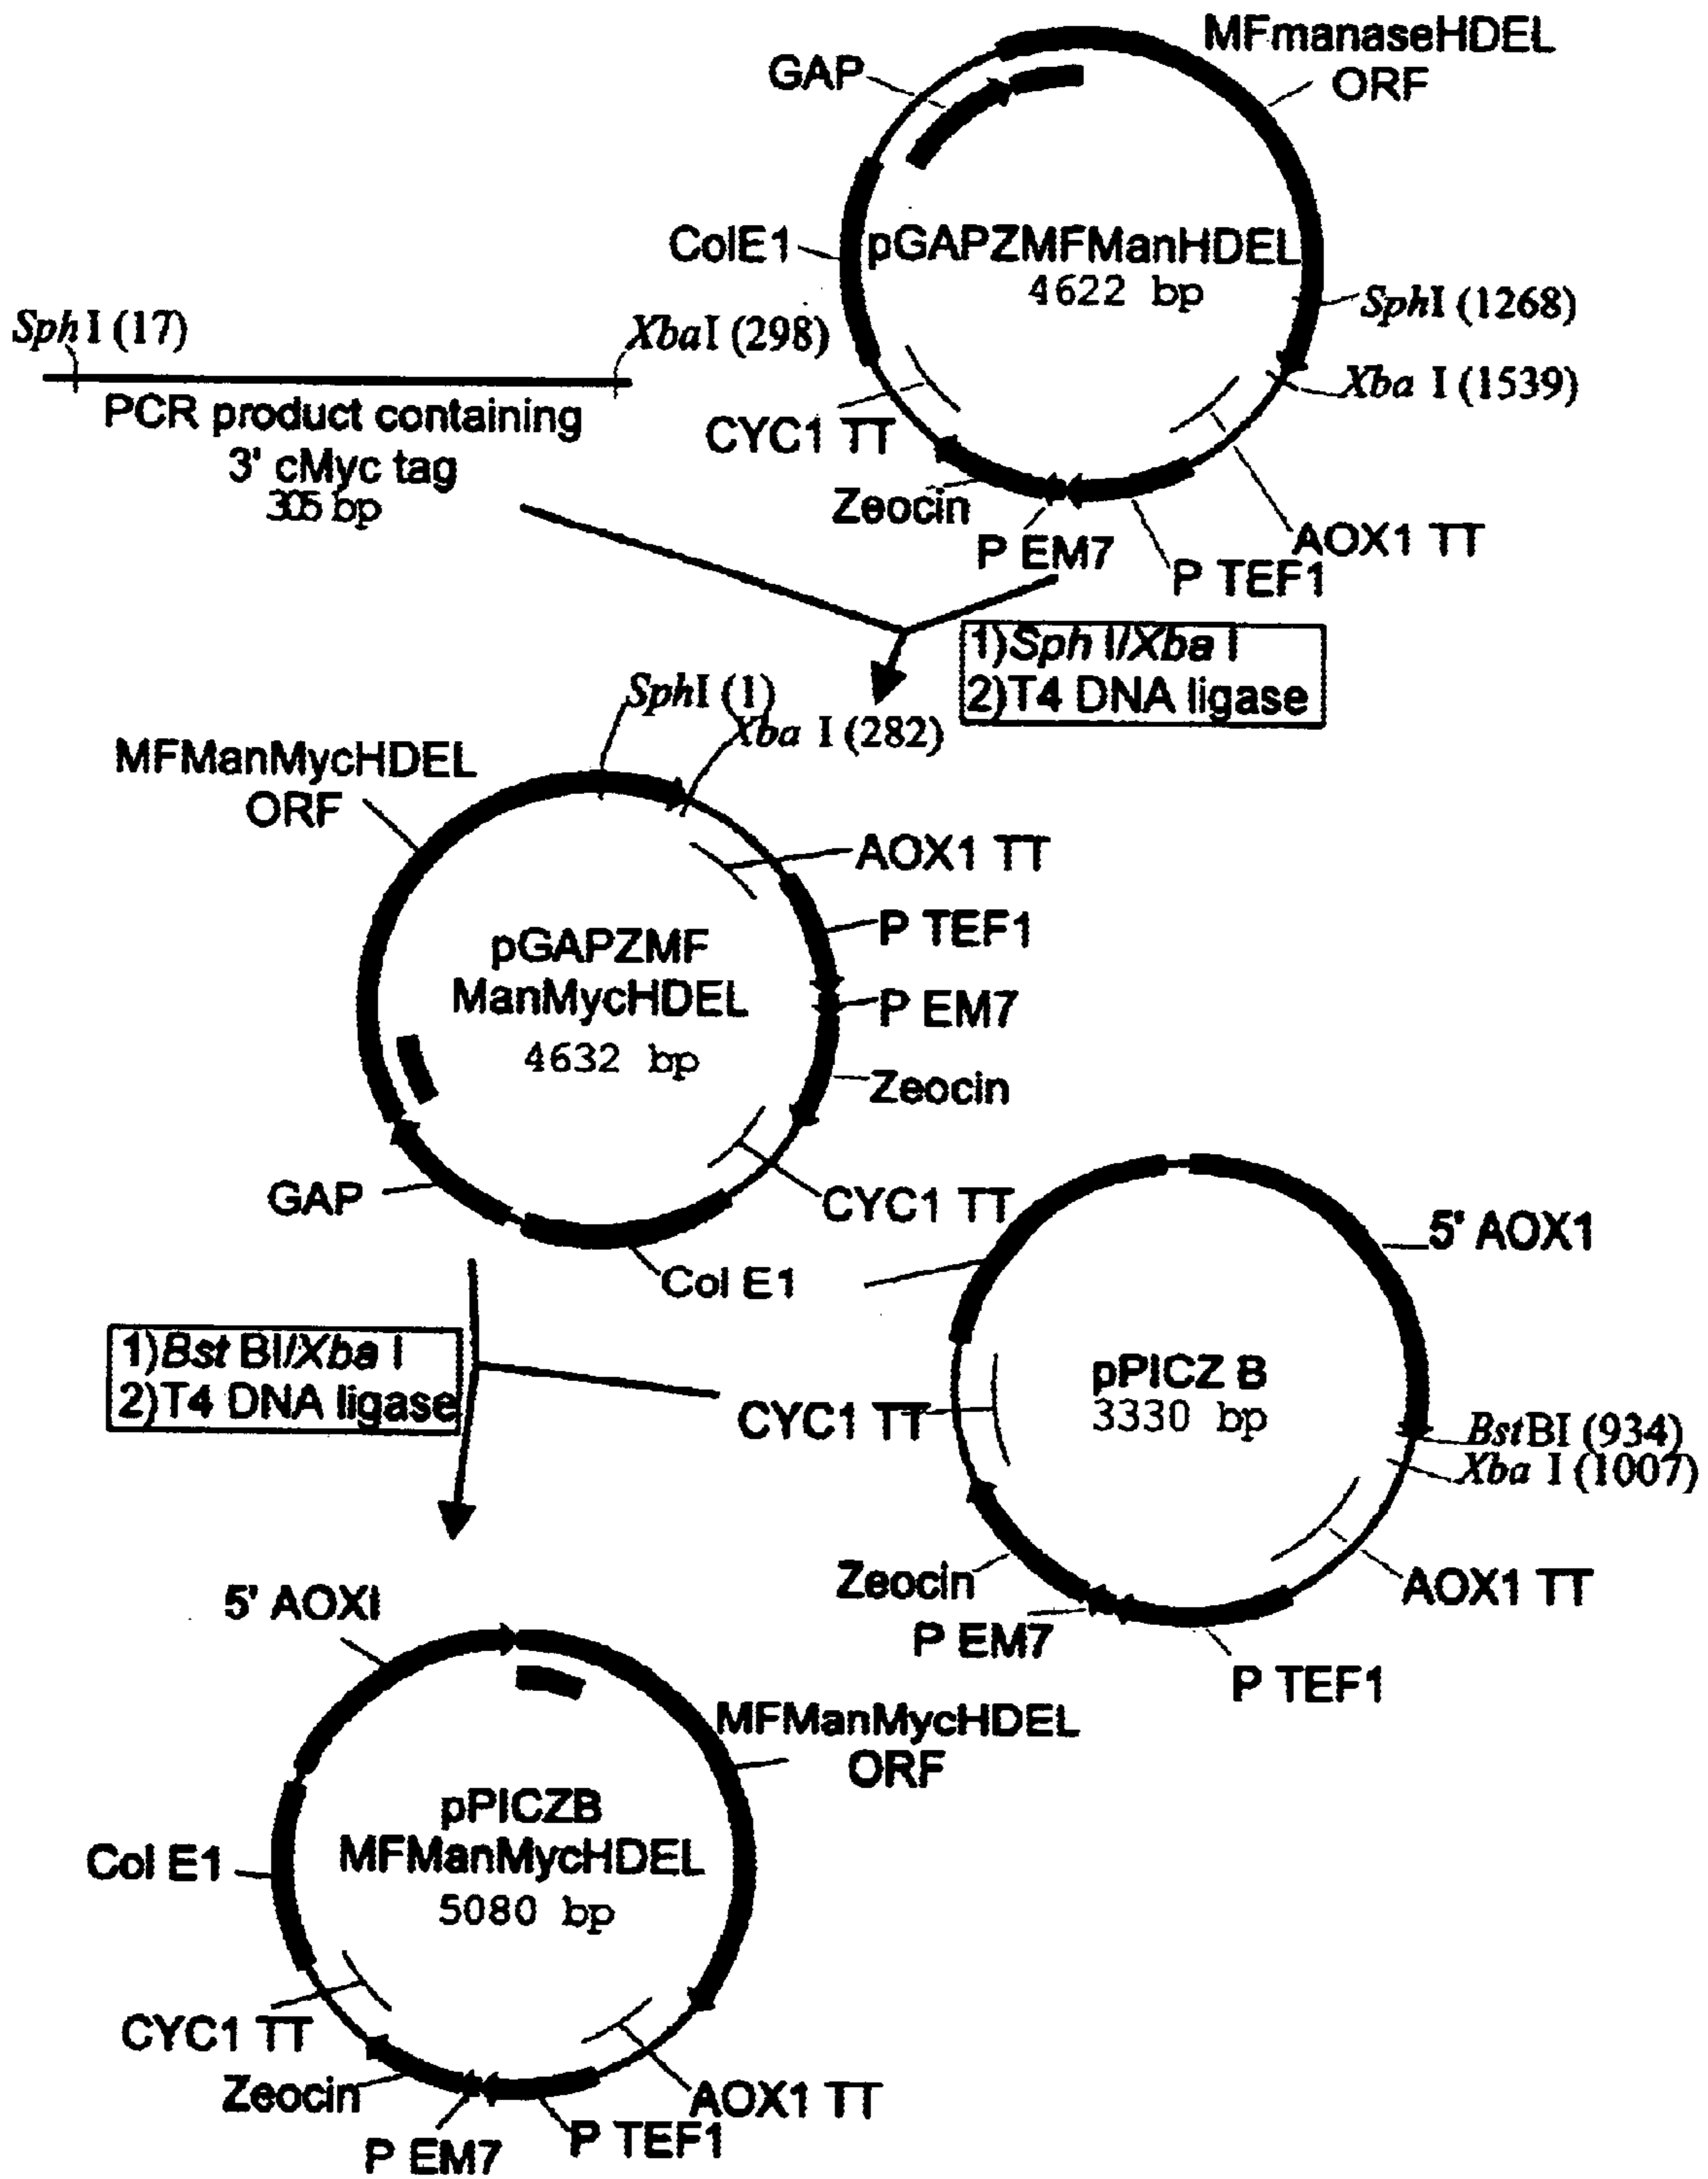 MFmanaseHDEL
ORF
GAP
ColE1
pGAPZMFManHDEL
4622 bp
SphI (1268)
Xba I (1539)
SphI (17)
XbaI (298)
PCR product containing
3' cMyc tag
305 bp
CYC1 TT
Zeocin
P EM7
P TEF1
AOX1 TT
1)Sph I/Xba I
2)T4 DNA ligase
SphI (1)
Xba I (282)
MFManMycHDEL
ORF
AOX1 TT
P TEF1
pGAPZMF
ManMycHDEL
4632 bp
P EM7
Zeocin
GAP
CYC1 TT
Col E1
5' AOX1
1)Bst BI/Xba I
2)T4 DNA ligase
pPICZ B
3330 bp
CYC1 TT
BstBI (934)
Xba I (1007)
Zeocin
P EM7
AOX1 TT
P TEF1
5' AOXI
MFManMycHDEL
ORF
pPICZB
MFManMycHDEL
5080 bp
Col E1
CYC1 TT
Zeocin
AOX1 TT
P EM7
P TEF1